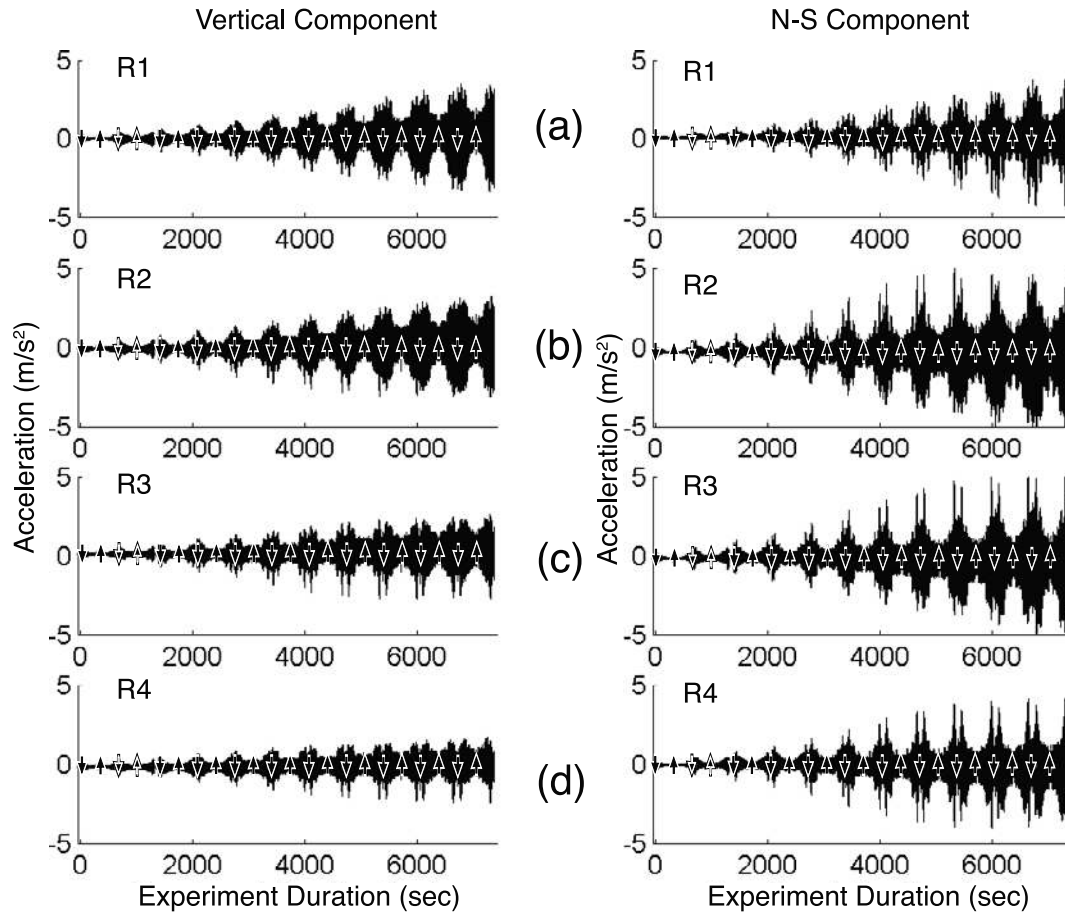 Vertical Component N-S Component
5 R1 5 R1
0 (a) 0
-5 -5
0 2000 4000 6000 0 2000 4000 6000
5 R2 5 R2
0 (b) 0
-5 -5
0 2000 4000 6000 0 2000 4000 6000
Acceleration (m/s²) Acceleration (m/s²)
5 R3 5 R3
0 (c) 0
-5 -5
0 2000 4000 6000 0 2000 4000 6000
5 R4 5 R4
0 (d) 0
-5 -5
0 2000 4000 6000 0 2000 4000 6000
Experiment Duration (sec) Experiment Duration (sec)